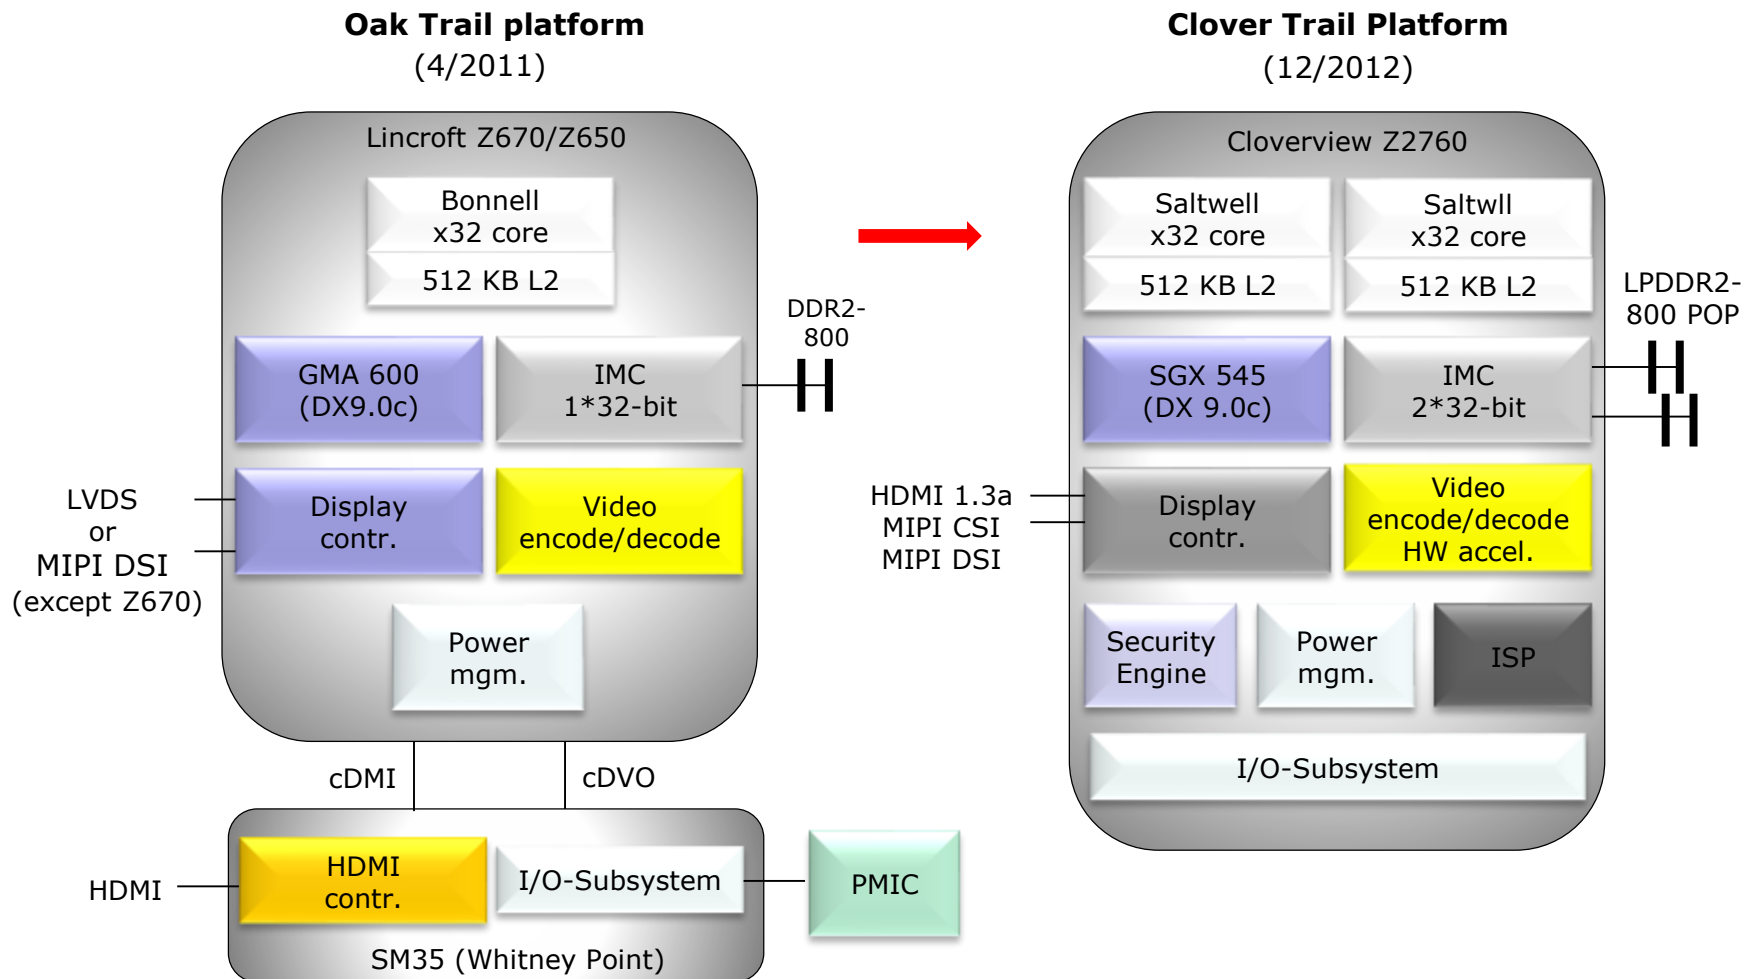 Oak Trail platform
(4/2011)
Lincroft Z670/Z650
Bonnell
x32 core
512 KB L2
DDR2-
800
GMA 600
(DX9.0c)
IMC
1*32-bit
LVDS
or
MIPI DSI
(except Z670)
Display
contr.
Video
encode/decode
Power
mgm.
cDMI
cDVO
HDMI
HDMI
contr.
I/O-Subsystem
PMIC
SM35 (Whitney Point)
Clover Trail Platform
(12/2012)
Cloverview Z2760
Saltwell
x32 core
512 KB L2
Saltwll
x32 core
512 KB L2
LPDDR2-
800 POP
SGX 545
(DX 9.0c)
IMC
2*32-bit
HDMI 1.3a
MIPI CSI
MIPI DSI
Display
contr.
Video
encode/decode
HW accel.
Security
Engine
Power
mgm.
ISP
I/O-Subsystem